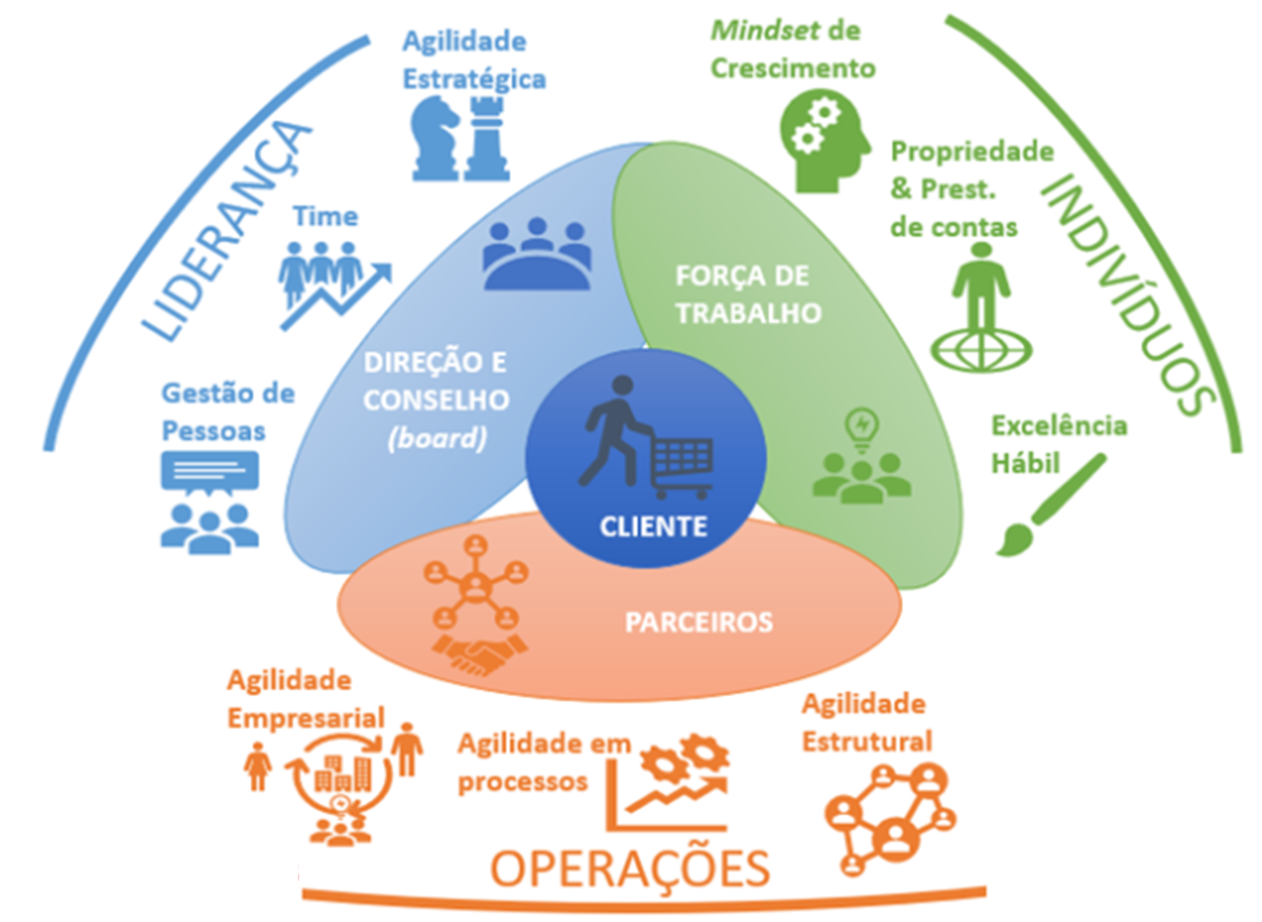 LIDERANÇA
Agilidade
Estratégica
Time
Gestão de
Pessoas
DIREÇÃO E
CONSELHO
(board)
Mindset de
Crescimento
Propriedade
& Prest.
de contas
INDIVÍDUOS
Excelência
Hábil
FORÇA DE
TRABALHO
CLIENTE
PARCEIROS
Agilidade
Empresarial
Agilidade em
processos
Agilidade
Estrutural
OPERAÇÕES